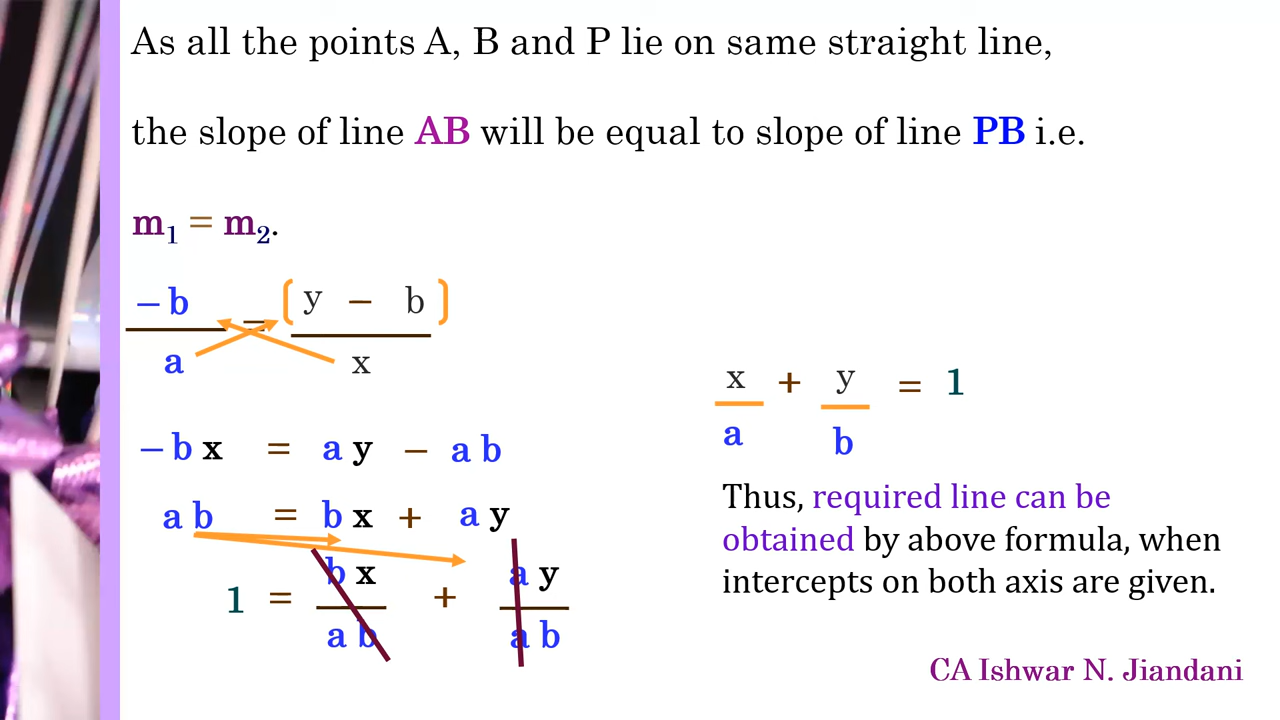 As all the points A, B and P lie on same straight line,
the slope of line AB will be equal to slope of line PB i.e.
m₁ = m₂.
– b = (y – b)
a x
– b x = a y – a b
a b = b x + a y
1 = b x + a y
a b a b
x + y = 1
a b
Thus, required line can be
obtained by above formula, when
intercepts on both axis are given.
CA Ishwar N. Jiandani